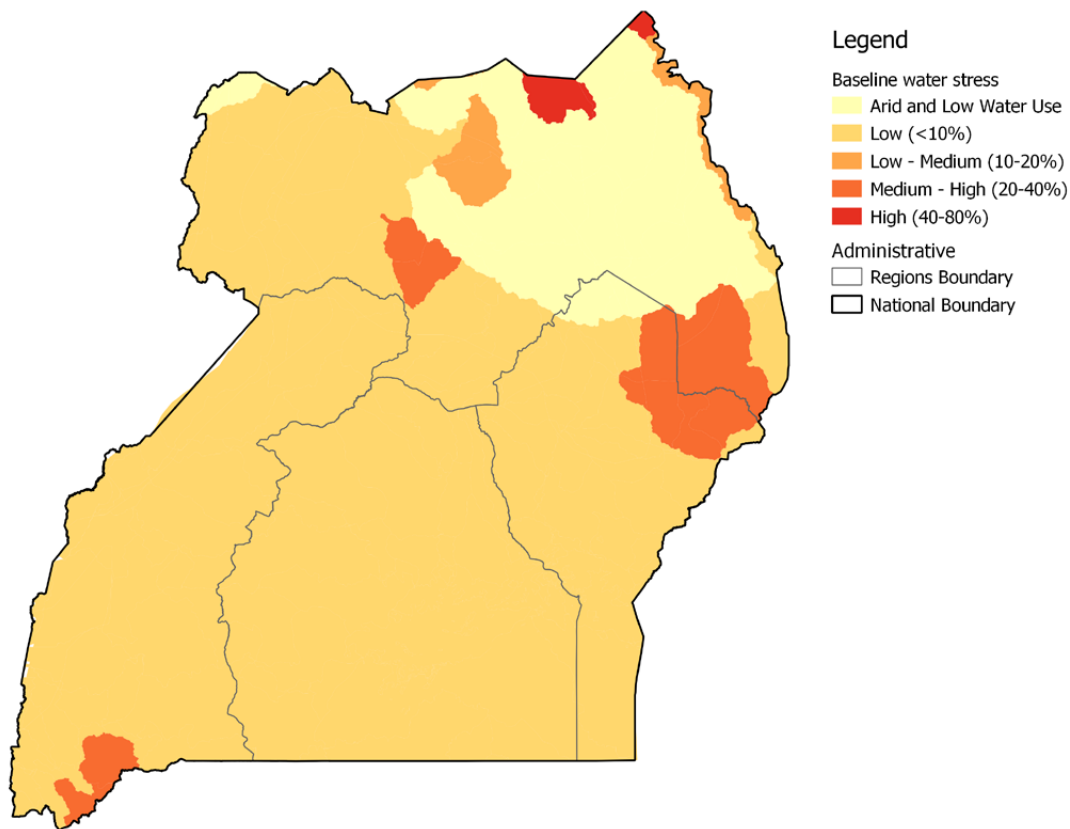 Legend
Baseline water stress
Arid and Low Water Use
Low (<10%)
Low - Medium (10-20%)
Medium - High (20-40%)
High (40-80%)
Administrative
Regions Boundary
National Boundary